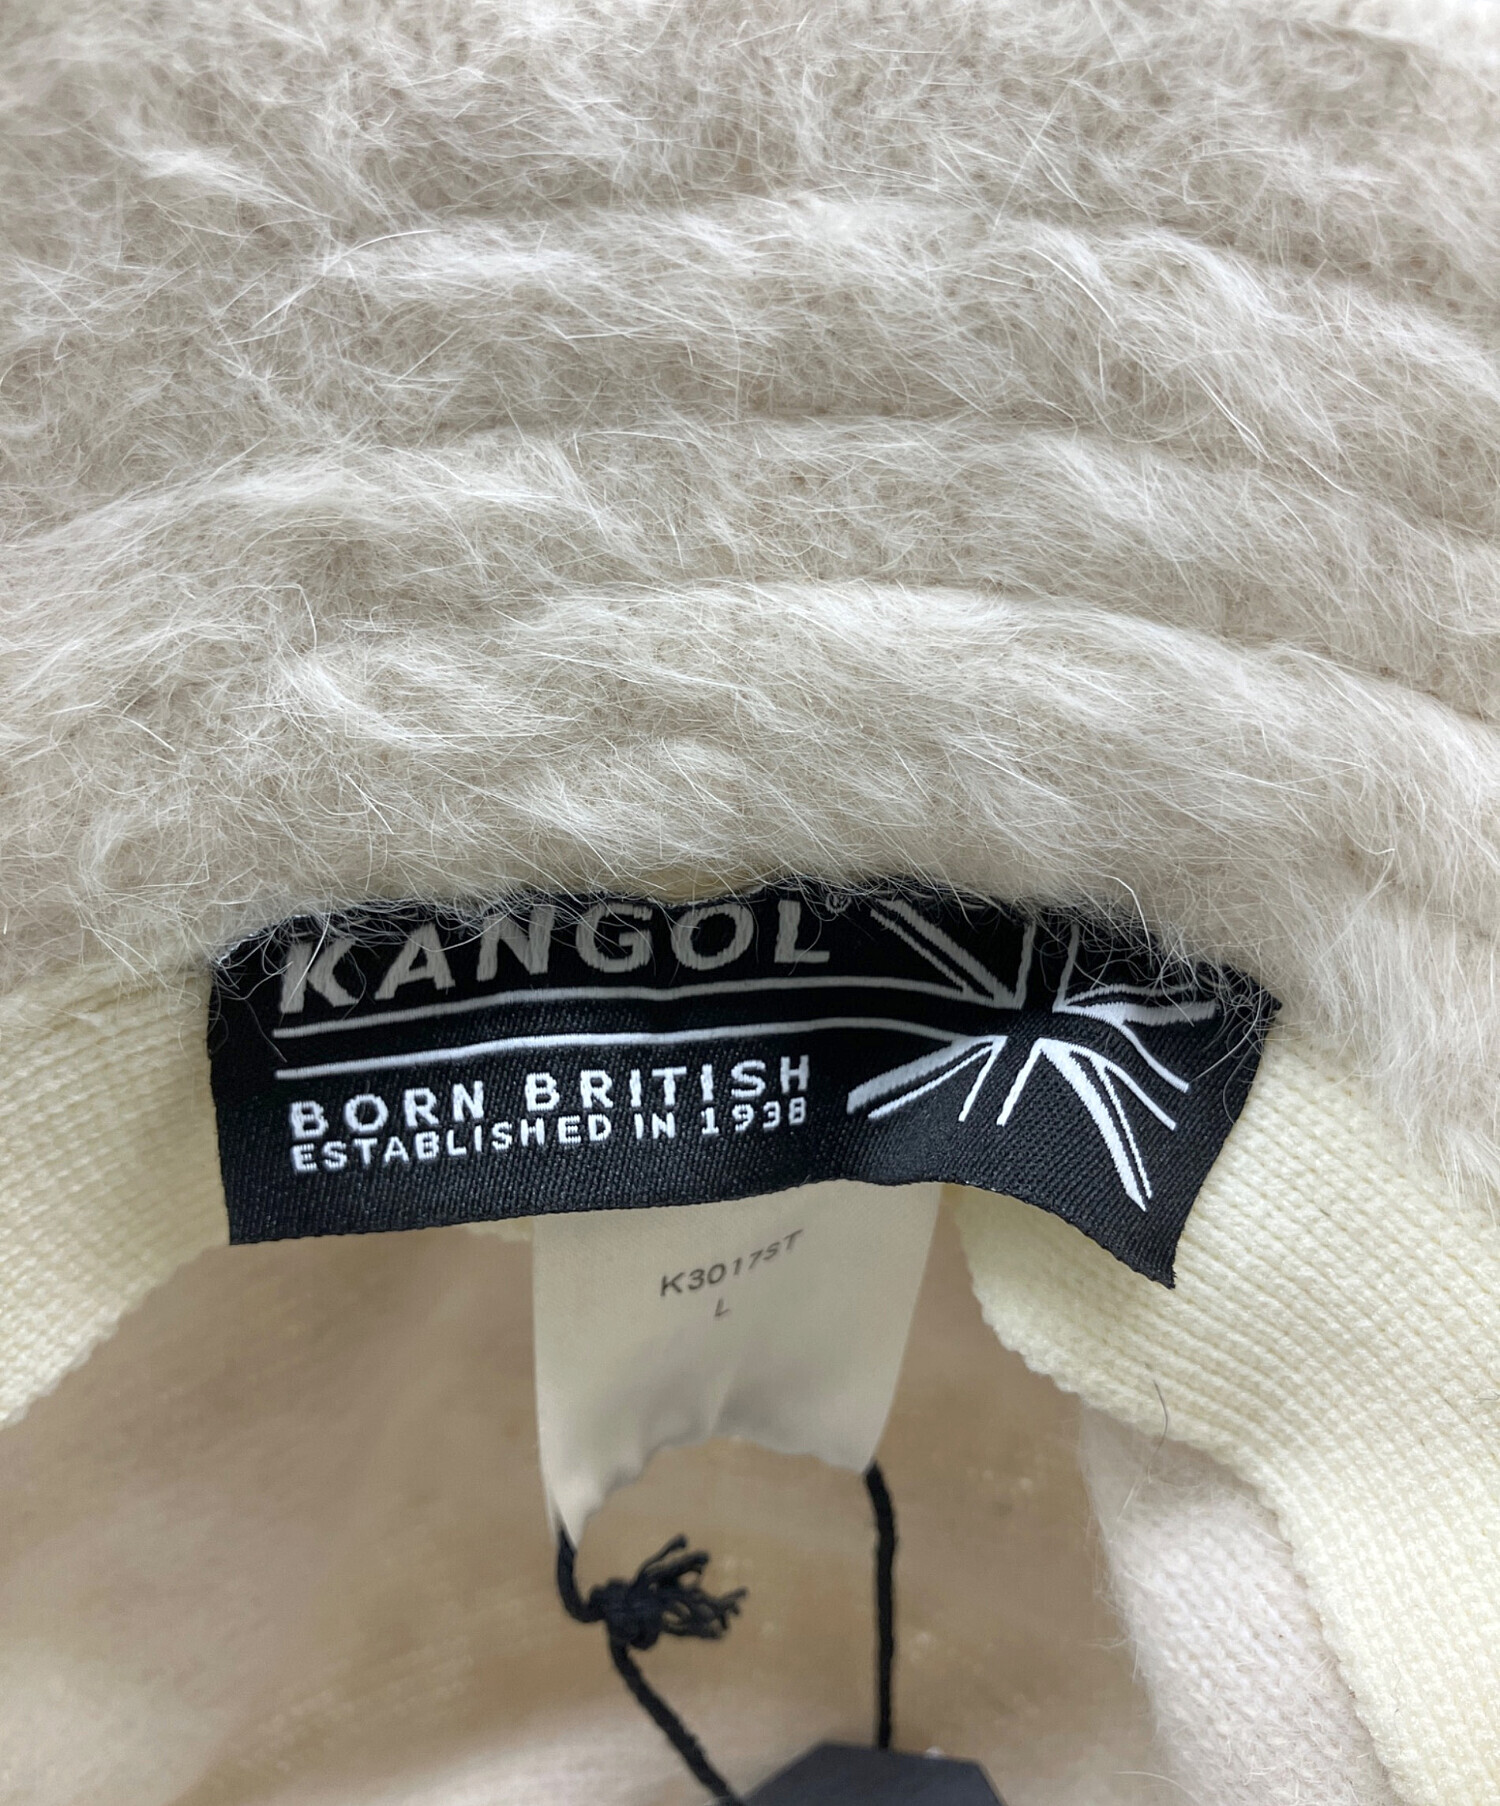 KANGOL®
BORN BRITISH
ESTABLISHED IN 1938
K3017ST
L